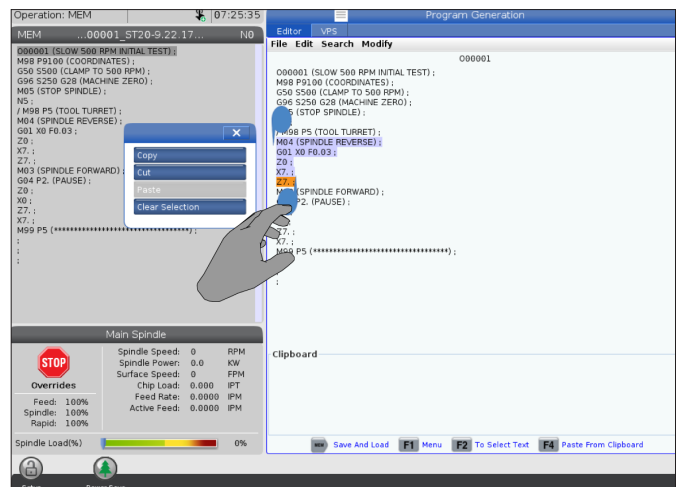 Operation: MEM
07:25:35
Program Generation
MEM ...00001_ST20-9.22.17... N0
O00001 (SLOW 500 RPM INITIAL TEST) ;
M98 P9100 (COORDINATES) ;
G50 S500 (CLAMP TO 500 RPM) ;
G96 S250 G28 (MACHINE ZERO) ;
M05 (STOP SPINDLE) ;
N5 ;
/ M98 P5 (TOOL TURRET) ;
M04 (SPINDLE REVERSE) ;
G01 X0 F0.03 ;
Z0 ;
X7. ;
Z7. ;
M03 (SPINDLE FORWARD) ;
G04 P2. (PAUSE) ;
Z0 ;
X0 ;
Z7. ;
X7. ;
M99 P5 (**********************************) ;
;
;
;
X
Copy
Cut
Paste
Clear Selection
Editor VPS
File Edit Search Modify
O00001
O00001 (SLOW 500 RPM INITIAL TEST) ;
M98 P9100 (COORDINATES) ;
G50 S500 (CLAMP TO 500 RPM) ;
G96 S250 G28 (MACHINE ZERO) ;
5 (STOP SPINDLE) ;
;
/ M98 P5 (TOOL TURRET) ;
M04 (SPINDLE REVERSE) ;
G01 X0 F0.03 ;
Z0 ;
X7. ;
Z7. ;
M (SPINDLE FORWARD) ;
P2. (PAUSE) ;
Z7. ;
X7. ;
M99 P5 (**********************************) ;
;
Clipboard
Main Spindle
STOP
Overrides
Feed: 100%
Spindle: 100%
Rapid: 100%
Spindle Speed: 0 RPM
Spindle Power: 0.0 KW
Surface Speed: 0 FPM
Chip Load: 0.000 IPT
Feed Rate: 0.0000 IPM
Active Feed: 0.0000 IPM
Spindle Load(%) 0%
Save And Load F1 Menu F2 To Select Text F4 Paste From Clipboard